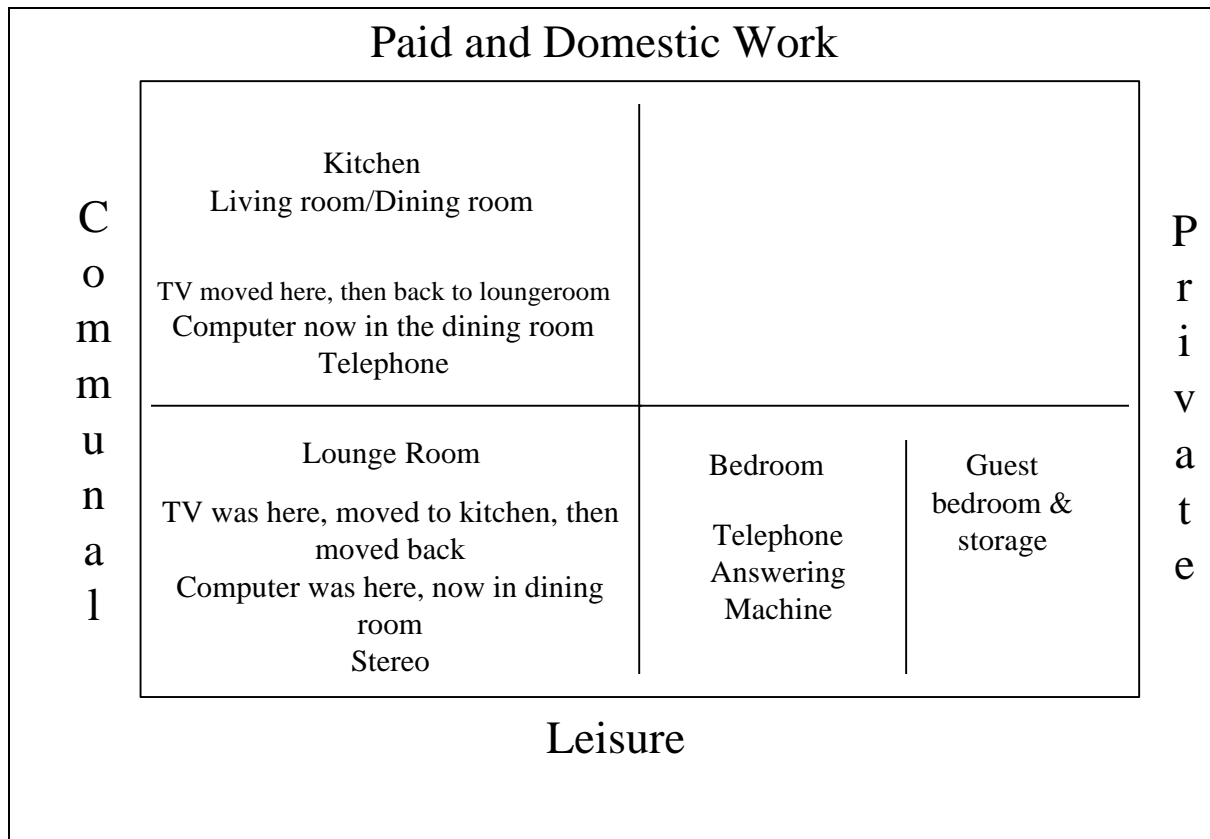 Paid and Domestic Work
Communal
Kitchen
Living room/Dining room
TV moved here, then back to loungeroom
Computer now in the dining room
Telephone
Lounge Room
TV was here, moved to kitchen, then
moved back
Computer was here, now in dining
room
Stereo
Bedroom
Telephone
Answering
Machine
Guest
bedroom &
storage
Private
Leisure